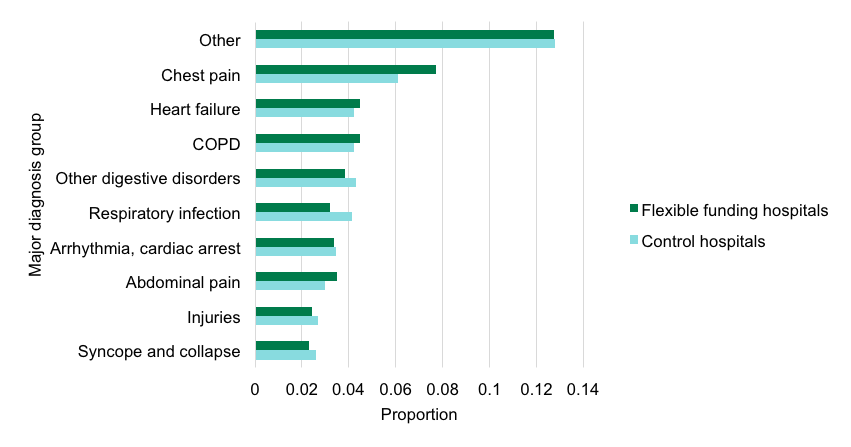 Major diagnosis group
Other
Chest pain
Heart failure
COPD
Other digestive disorders
Respiratory infection
Arrhythmia, cardiac arrest
Abdominal pain
Injuries
Syncope and collapse
0 0.02 0.04 0.06 0.08 0.1 0.12 0.14
Proportion
Flexible funding hospitals
Control hospitals